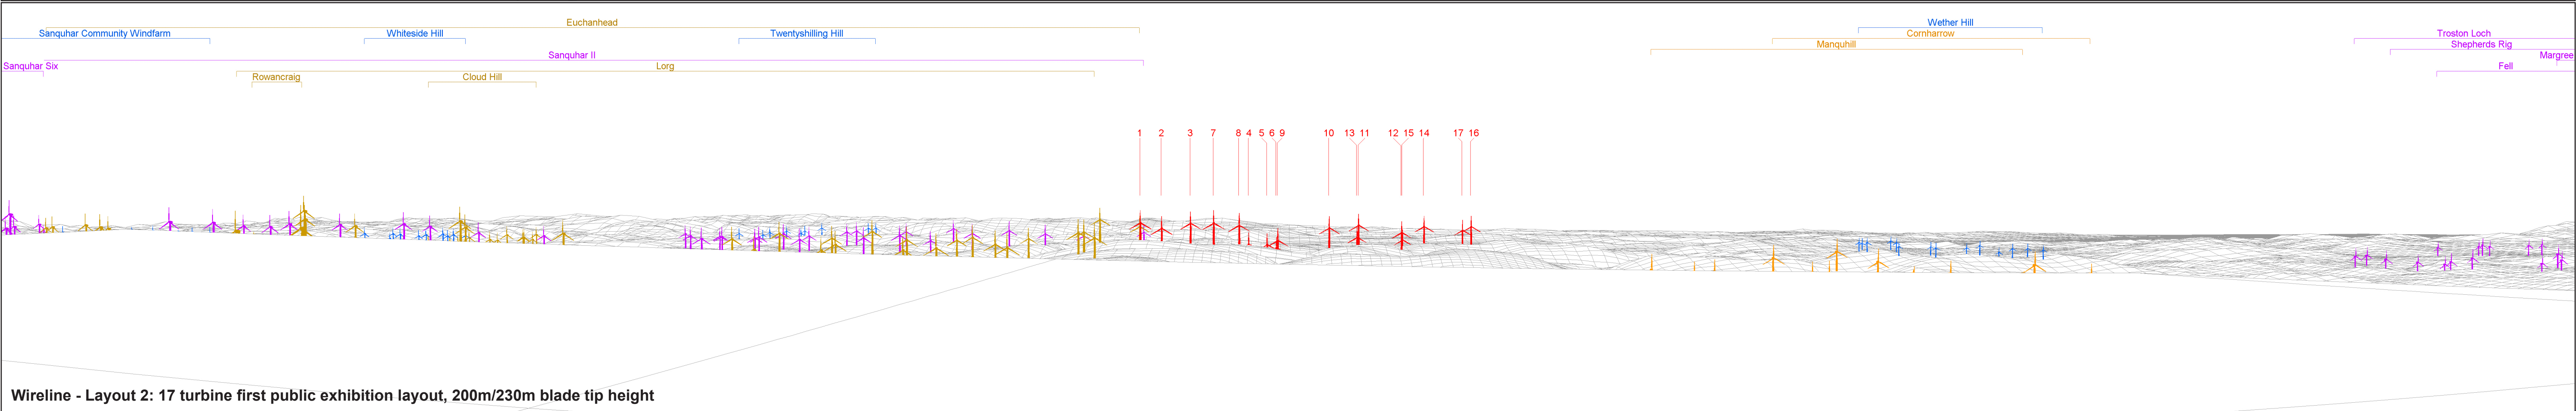 Euchanhead
Wether Hill
Sanquhar Community Windfarm
Whiteside Hill
Twentyshilling Hill
Cornharrow
Troston Loch
Manquhill
Shepherds Rig
Sanquhar II
Margree
Sanquhar Six
Lorg
Fell
Rowancraig
Cloud Hill
1 2 3 7 8 4 5 6 9 10 13 11 12 15 14 17 16
Wireline - Layout 2: 17 turbine first public exhibition layout, 200m/230m blade tip height